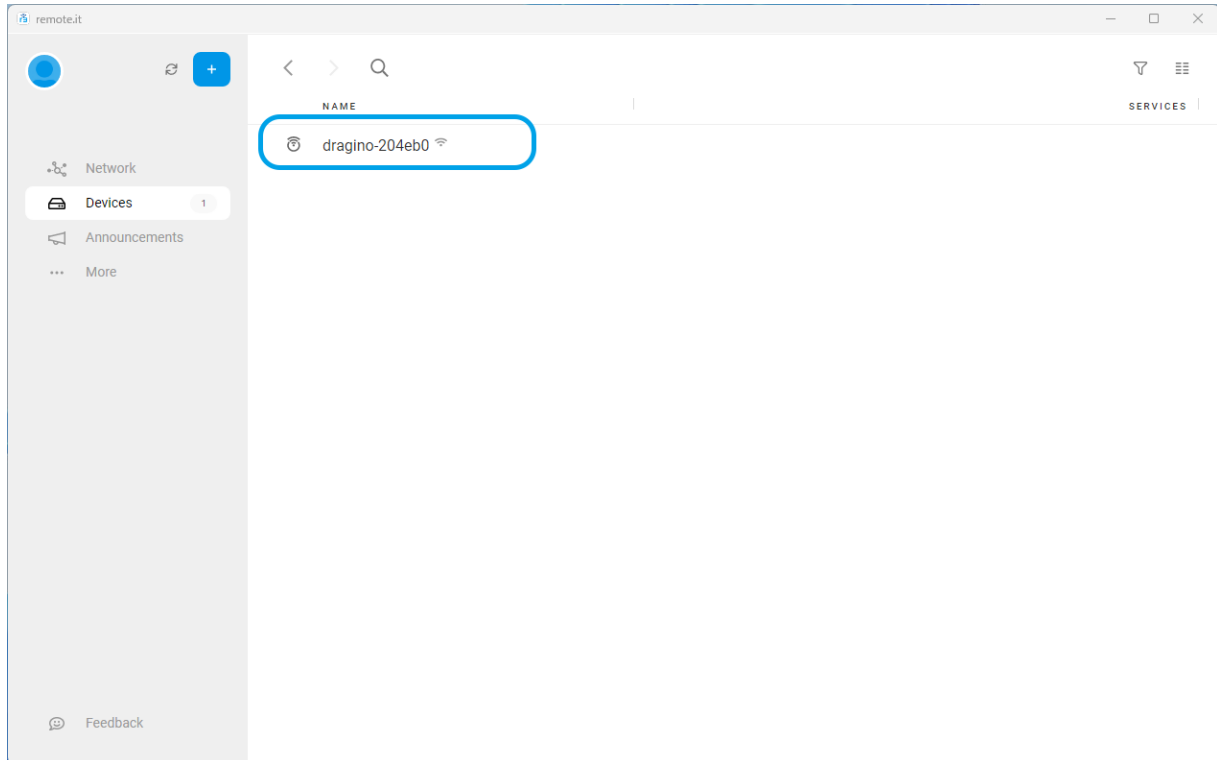 remote.it
NAME
SERVICES
dragino-204eb0
Network
Devices 1
Announcements
More
Feedback